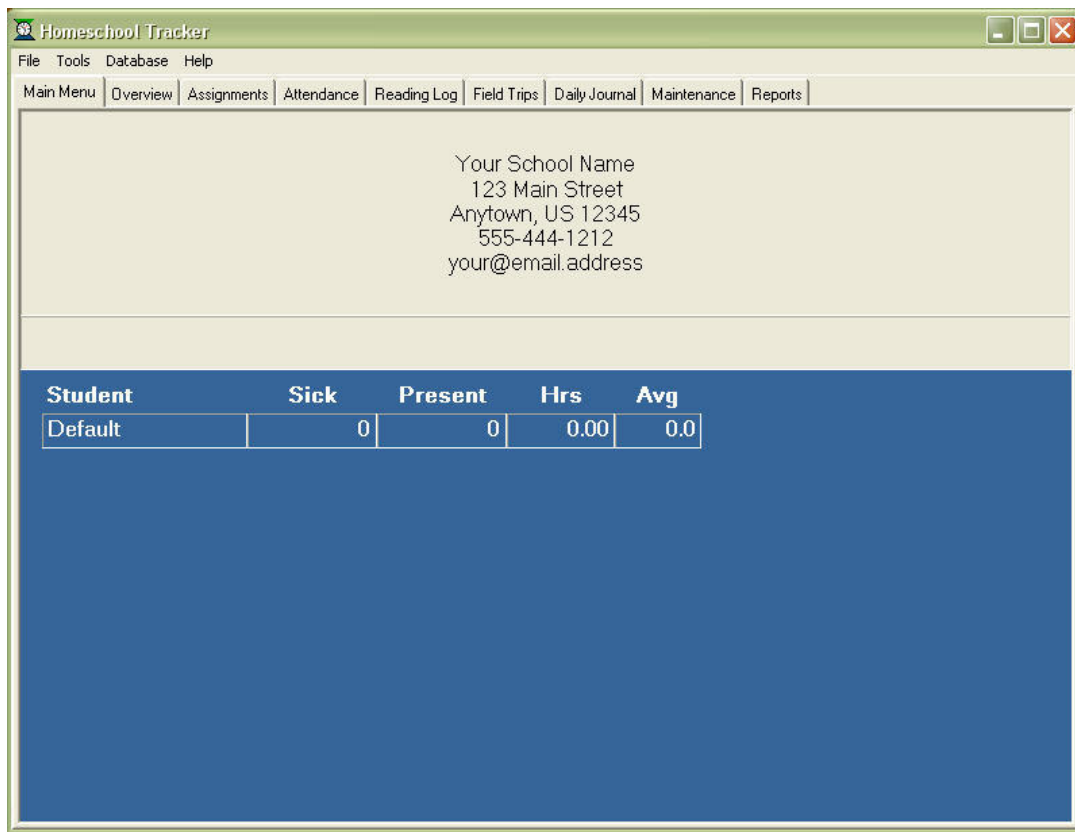 Homeschool Tracker
File Tools Database Help
Main Menu Overview Assignments Attendance Reading Log Field Trips Daily Journal Maintenance Reports
Your School Name
123 Main Street
Anytown, US 12345
555-444-1212
your@email.address
Student Sick Present Hrs Avg
Default 0 0 0.00 0.0